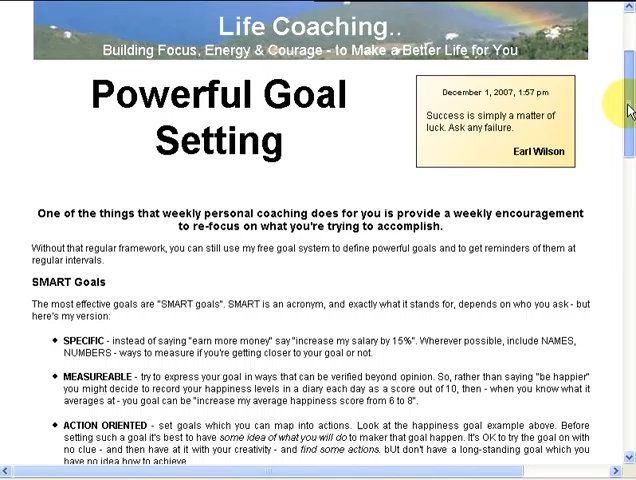 Life Coaching..
Building Focus, Energy & Courage - to Make a Better Life for You
Powerful Goal
Setting
December 1, 2007, 1:57 pm
Success is simply a matter of
luck. Ask any failure.
Earl Wilson
One of the things that weekly personal coaching does for you is provide a weekly encouragement
to re-focus on what you're trying to accomplish.
Without that regular framework, you can still use my free goal system to define powerful goals and to get reminders of them at
regular intervals.
SMART Goals
The most effective goals are "SMART goals". SMART is an acronym, and exactly what it stands for, depends on who you ask - but
here's my version:
SPECIFIC - instead of saying "earn more money" say "increase my salary by 15%". Wherever possible, include NAMES,
NUMBERS - ways to measure if you're getting closer to your goal or not.
MEASUREABLE - try to express your goal in ways that can be verified beyond opinion. So, rather than saying "be happier"
you might decide to record your happiness levels in a diary each day as a score out of 10, then - when you know what it
averages at - you goal can be "increase my average happiness score from 6 to 8".
ACTION ORIENTED - set goals which you can map into actions. Look at the happiness goal example above. Before
setting such a goal it's best to have some idea of what you will do to maker that goal happen. It's OK to try the goal on with
no clue - and then have at it with your creativity - and find some actions. bUt don't have a long-standing goal which you
have no idea how to achieve